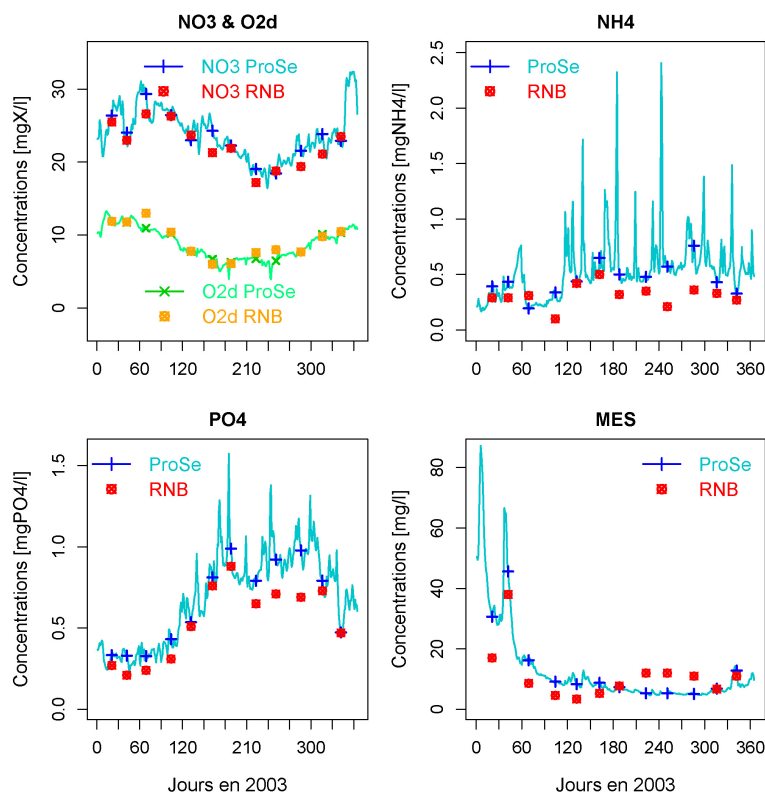 NO3 & O2d
Concentrations [mgX/l]
30
20
10
0
NO3 ProSe
NO3 RNB
O2d ProSe
O2d RNB
0 60 120 210 300
NH4
Concentrations [mgNH4/l]
2.5
2.0
1.5
1.0
0.5
0.0
ProSe
RNB
0 60 120 180 240 300 360
PO4
Concentrations [mgPO4/l]
1.5
1.0
0.5
0.0
ProSe
RNB
0 60 120 210 300
Jours en 2003
MES
Concentrations [mg/l]
80
60
40
20
0
ProSe
RNB
0 60 120 180 240 300 360
Jours en 2003